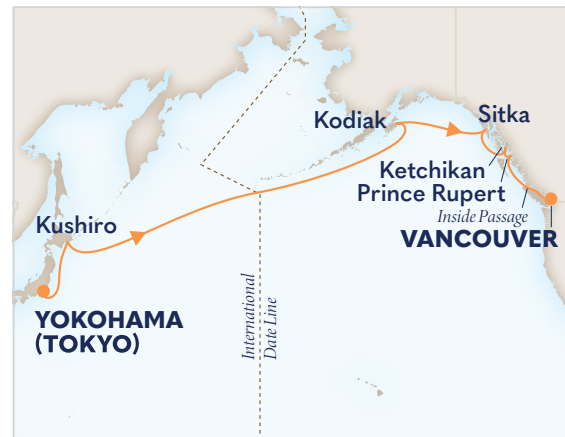 Kodiak
Sitka
Ketchikan
Prince Rupert
Inside Passage
VANCOUVER
Kushiro
YOKOHAMA
(TOKYO)
International
Date Line